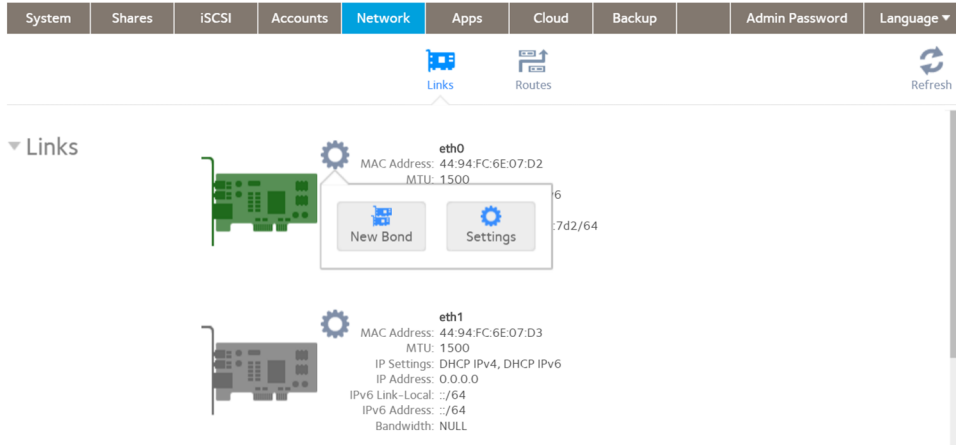 System Shares iSCSI Accounts Network Apps Cloud Backup Admin Password Language
Links Routes Refresh
Links
eth0
MAC Address: 44:94:FC:6E:07:D2
MTU: 1500
6
:7d2/64
New Bond Settings
eth1
MAC Address: 44:94:FC:6E:07:D3
MTU: 1500
IP Settings: DHCP IPv4, DHCP IPv6
IP Address: 0.0.0.0
IPv6 Link-Local: ::/64
IPv6 Address: ::/64
Bandwidth: NULL